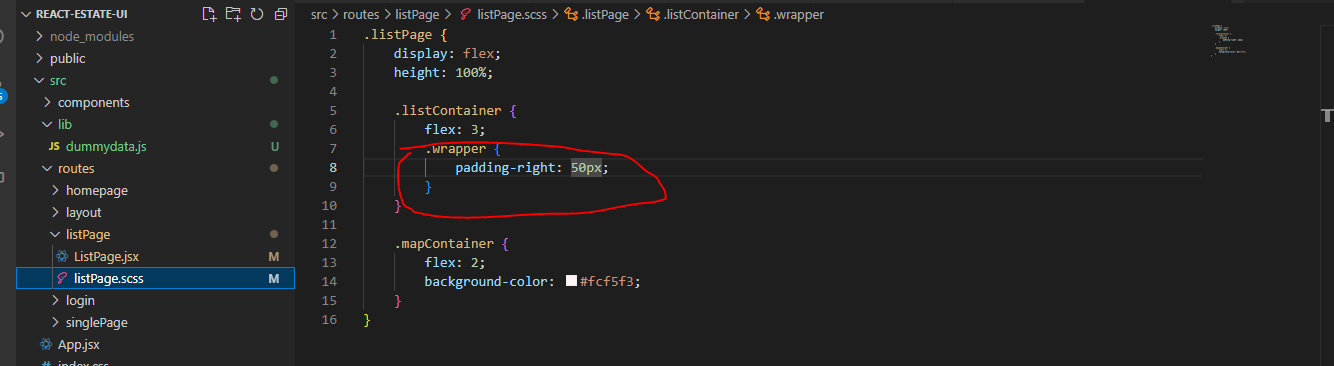 REACT-ESTATE-UI
node_modules
public
src
components
lib
JS dummydata.js U
routes
homepage
layout
listPage
ListPage.jsx M
listPage.scss M
login
singlePage
App.jsx
# index.css
src > routes > listPage > listPage.scss > .listPage > .listContainer > .wrapper
1 .listPage {
2 display: flex;
3 height: 100%;
4
5 .listContainer {
6 flex: 3;
7 .wrapper {
8 padding-right: 50px;
9 }
10 }
11
12 .mapContainer {
13 flex: 2;
14 background-color: #fcf5f3;
15 }
16 }